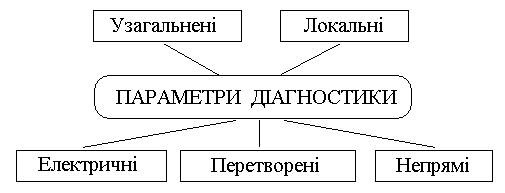 Узагальнені Локальні
ПАРАМЕТРИ ДІАГНОСТИКИ
Електричні Перетворені Непрямі